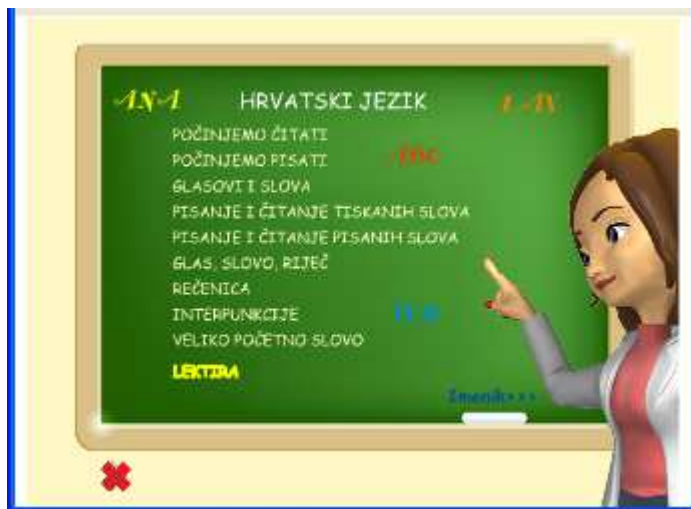 ANA HRVATSKI JEZIK
POČINJEMO ČITATI
POČINJEMO PISATI
GLASOVI I SLOVA
PISANJE I ČITANJE TISKANIH SLOVA
PISANJE I ČITANJE PISANIH SLOVA
GLAS, SLOVO, RIJEČ
REČENICA
INTERPUNKCIJE
VELIKO POČETNO SLOVO
LEKTIRA
Imenik>>>